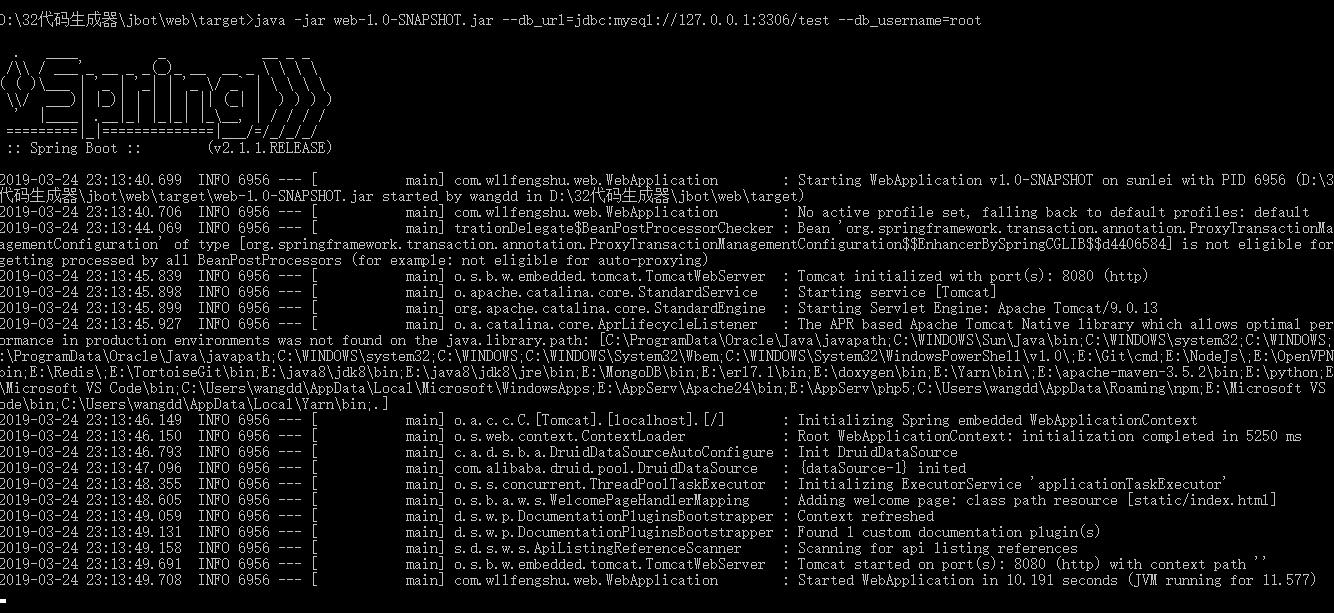 D:\32代码生成器\jbot\web\target>java -jar web-1.0-SNAPSHOT.jar --db_url=jdbc:mysql://127.0.0.1:3306/test --db_username=root
Spring
:: Spring Boot ::        (v2.1.1.RELEASE)
2019-03-24 23:13:40.699  INFO 6956 --- [           main] com.wllfengshu.web.WebApplication        : Starting WebApplication v1.0-SNAPSHOT on sunlei with PID 6956 (D:\3
代码生成器\jbot\web\target\web-1.0-SNAPSHOT.jar started by wangdd in D:\32代码生成器\jbot\web\target)
2019-03-24 23:13:40.706  INFO 6956 --- [           main] com.wllfengshu.web.WebApplication        : No active profile set, falling back to default profiles: default
2019-03-24 23:13:44.069  INFO 6956 --- [           main] trationDelegate$BeanPostProcessorChecker : Bean 'org.springframework.transaction.annotation.ProxyTransactionMa
agementConfiguration' of type [org.springframework.transaction.annotation.ProxyTransactionManagementConfiguration$$EnhancerBySpringCGLIB$$d4406584] is not eligible for
getting processed by all BeanPostProcessors (for example: not eligible for auto-proxying)
2019-03-24 23:13:45.839  INFO 6956 --- [           main] o.s.b.w.embedded.tomcat.TomcatWebServer  : Tomcat initialized with port(s): 8080 (http)
2019-03-24 23:13:45.898  INFO 6956 --- [           main] o.apache.catalina.core.StandardService   : Starting service [Tomcat]
2019-03-24 23:13:45.899  INFO 6956 --- [           main] org.apache.catalina.core.StandardEngine  : Starting Servlet Engine: Apache Tomcat/9.0.13
2019-03-24 23:13:45.927  INFO 6956 --- [           main] o.a.catalina.core.AprLifecycleListener   : The APR based Apache Tomcat Native library which allows optimal per
ormance in production environments was not found on the java.library.path: [C:\ProgramData\Oracle\Java\javapath;C:\WINDOWS\Sun\Java\bin;C:\WINDOWS\system32;C:\WINDOWS;
:\ProgramData\Oracle\Java\javapath;C:\WINDOWS\system32;C:\WINDOWS;C:\WINDOWS\System32\Wbem;C:\WINDOWS\System32\WindowsPowerShell\v1.0\;E:\Git\cmd;E:\NodeJs\;E:\OpenVPN
bin;E:\Redis\;E:\TortoiseGit\bin;E:\java8\jdk8\bin;E:\java8\jdk8\jre\bin;E:\MongoDB\bin;E:\er17.1\bin;E:\doxygen\bin;E:\Yarn\bin\;E:\apache-maven-3.5.2\bin;E:\python;E
\Microsoft VS Code\bin;C:\Users\wangdd\AppData\Local\Microsoft\WindowsApps;E:\AppServ\Apache24\bin;E:\AppServ\php5;C:\Users\wangdd\AppData\Roaming\npm;E:\Microsoft VS
ode\bin;C:\Users\wangdd\AppData\Local\Yarn\bin;.]
2019-03-24 23:13:46.149  INFO 6956 --- [           main] o.a.c.c.C.[Tomcat].[localhost].[/]       : Initializing Spring embedded WebApplicationContext
2019-03-24 23:13:46.150  INFO 6956 --- [           main] o.s.web.context.ContextLoader            : Root WebApplicationContext: initialization completed in 5250 ms
2019-03-24 23:13:46.793  INFO 6956 --- [           main] c.a.d.s.b.a.DruidDataSourceAutoConfigure : Init DruidDataSource
2019-03-24 23:13:47.096  INFO 6956 --- [           main] com.alibaba.druid.pool.DruidDataSource   : {dataSource-1} inited
2019-03-24 23:13:48.355  INFO 6956 --- [           main] o.s.s.concurrent.ThreadPoolTaskExecutor  : Initializing ExecutorService 'applicationTaskExecutor'
2019-03-24 23:13:48.605  INFO 6956 --- [           main] o.s.b.a.w.s.WelcomePageHandlerMapping    : Adding welcome page: class path resource [static/index.html]
2019-03-24 23:13:49.059  INFO 6956 --- [           main] d.s.w.p.DocumentationPluginsBootstrapper : Context refreshed
2019-03-24 23:13:49.131  INFO 6956 --- [           main] d.s.w.p.DocumentationPluginsBootstrapper : Found 1 custom documentation plugin(s)
2019-03-24 23:13:49.158  INFO 6956 --- [           main] s.d.s.w.s.ApiListingReferenceScanner     : Scanning for api listing references
2019-03-24 23:13:49.691  INFO 6956 --- [           main] o.s.b.w.embedded.tomcat.TomcatWebServer  : Tomcat started on port(s): 8080 (http) with context path ''
2019-03-24 23:13:49.708  INFO 6956 --- [           main] com.wllfengshu.web.WebApplication        : Started WebApplication in 10.191 seconds (JVM running for 11.577)